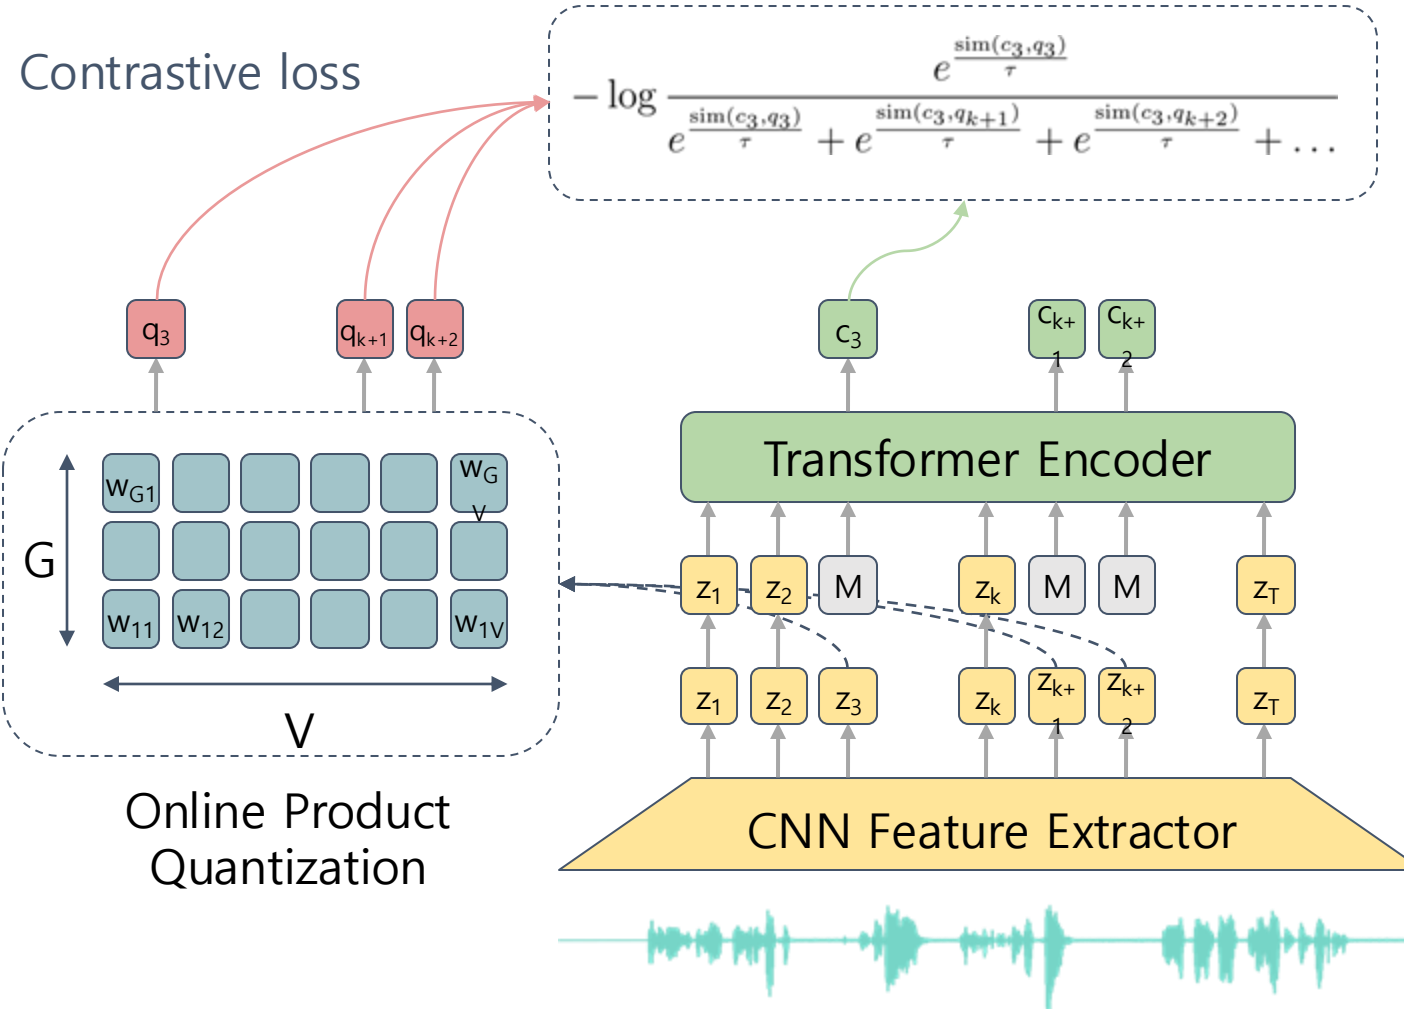 Contrastive loss
− log e^{sim(c_3,q_3)/τ} / (e^{sim(c_3,q_3)/τ} + e^{sim(c_3,q_{k+1})/τ} + e^{sim(c_3,q_{k+2})/τ} + …)
q3 qk+1 qk+2
c3 ck+1 ck+2
Transformer Encoder
wG1 wGV
G
w11 w12 w1V
V
z1 z2 M zk M M zT
z1 z2 z3 zk zk+1 zk+2 zT
Online Product
Quantization
CNN Feature Extractor